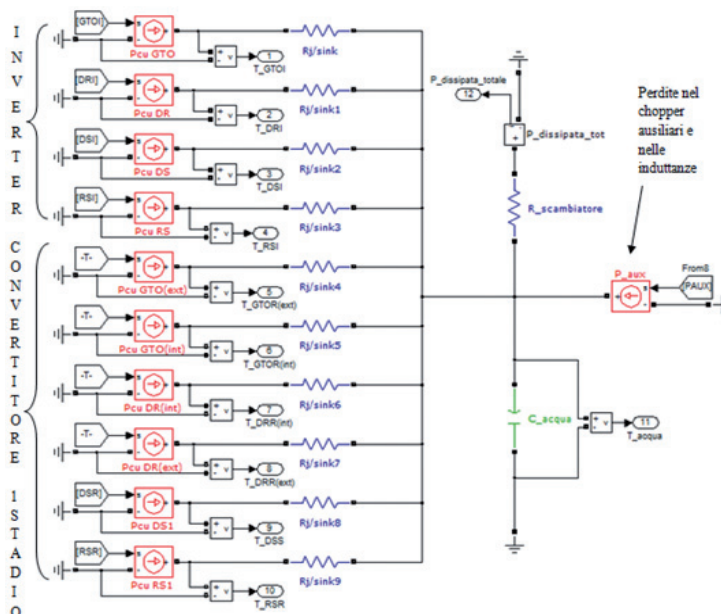 INVERTER
CONVERTITORE 1STADIO
[GTOI]
Pcu GTO
1
T_GTOI
Rj/sink
[DRI]
Pcu DR
2
T_DRI
Rj/sink1
[DSI]
Pcu DS
3
T_DSI
Rj/sink2
[RSI]
Pcu RS
4
T_RSI
Rj/sink3
-T-
Pcu GTO(ext)
5
T_GTOR(ext)
Rj/sink4
-T-
Pcu GTO(int)
6
T_GTOR(int)
Rj/sink5
-T-
Pcu DR(int)
7
T_DRR(int)
Rj/sink6
-T-
Pcu DR(ext)
8
T_DRR(ext)
Rj/sink7
[DSR]
Pcu DS1
9
T_DSS
Rj/sink8
[RSR]
Pcu RS1
10
T_RSR
Rj/sink9
P_dissipata_totale
12
P_dissipata_tot
R_scambiatore
Perdite nel
chopper
ausiliari e
nelle
induttanze
P_aux
From8
[PAUX]
C_acqua
11
T_acqua